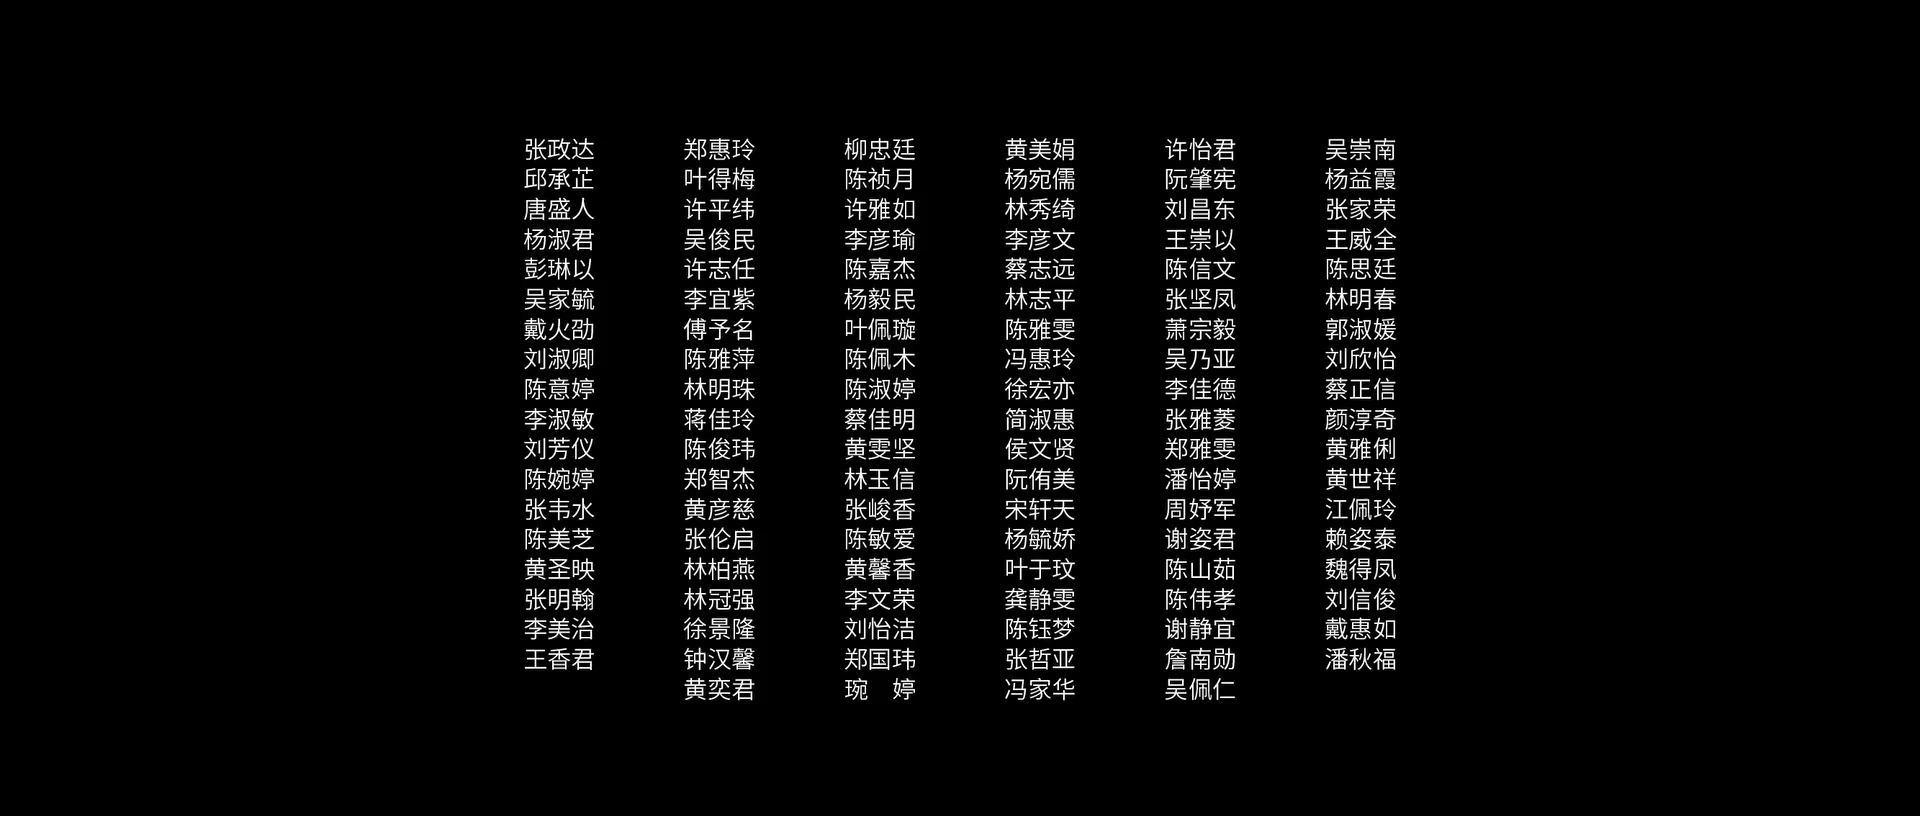 张政达 郑惠玲 柳忠廷 黄美娟 许怡君 吴崇南
邱承芷 叶得梅 陈祯月 杨宛儒 阮肇宪 杨益霞
唐盛人 许平纬 许雅如 林秀绮 刘昌东 张家荣
杨淑君 吴俊民 李彦瑜 李彦文 王崇以 王威全
彭琳以 许志任 陈嘉杰 蔡志远 陈信文 陈思廷
吴家毓 李宜紫 杨毅民 林志平 张坚凤 林明春
戴火劭 傅予名 叶佩璇 陈雅雯 萧宗毅 郭淑媛
刘淑卿 陈雅萍 陈佩木 冯惠玲 吴乃亚 刘欣怡
陈意婷 林明珠 陈淑婷 徐宏亦 李佳德 蔡正信
李淑敏 蒋佳玲 蔡佳明 简淑惠 张雅菱 颜淳奇
刘芳仪 陈俊玮 黄雯坚 侯文贤 郑雅雯 黄雅俐
陈婉婷 郑智杰 林玉信 阮侑美 潘怡婷 黄世祥
张韦水 黄彦慈 张峻香 宋轩天 周妤军 江佩玲
陈美芝 张伦启 陈敏爱 杨毓娇 谢姿君 赖姿泰
黄圣映 林柏燕 黄馨香 叶于玟 陈山茹 魏得凤
张明翰 林冠强 李文荣 龚静雯 陈伟孝 刘信俊
李美治 徐景隆 刘怡洁 陈钰梦 谢静宜 戴惠如
王香君 钟汉馨 郑国玮 张哲亚 詹南勋 潘秋福
黄奕君 琬　婷 冯家华 吴佩仁